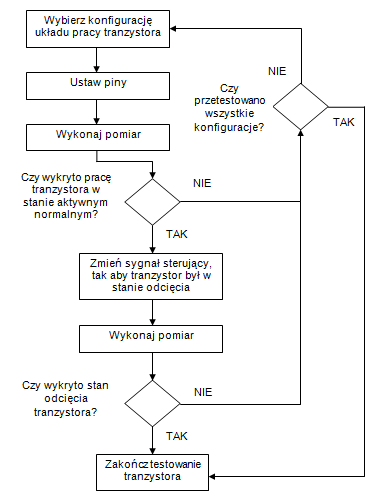 Wybierz konfigurację
układu pracy tranzystora
Ustaw piny
Wykonaj pomiar
Czy wykryto pracę
tranzystora w
stanie aktywnym
normalnym?
NIE
TAK
Zmień sygnał sterujący,
tak aby tranzystor był w
stanie odcięcia
Wykonaj pomiar
Czy wykryto stan
odcięcia
tranzystora?
NIE
TAK
Zakończ testowanie
tranzystora
Czy
przetestowano
wszystkie
konfiguracje?
NIE
TAK